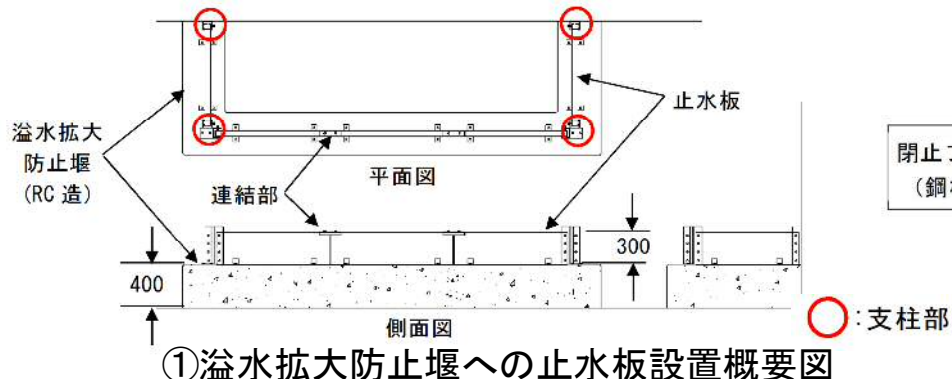 溢水拡大
防止堰
(RC 造)
連結部
平面図
止水板
閉止
(鋼
300
400
側面図
:支柱部
①溢水拡大防止堰への止水板設置概要図